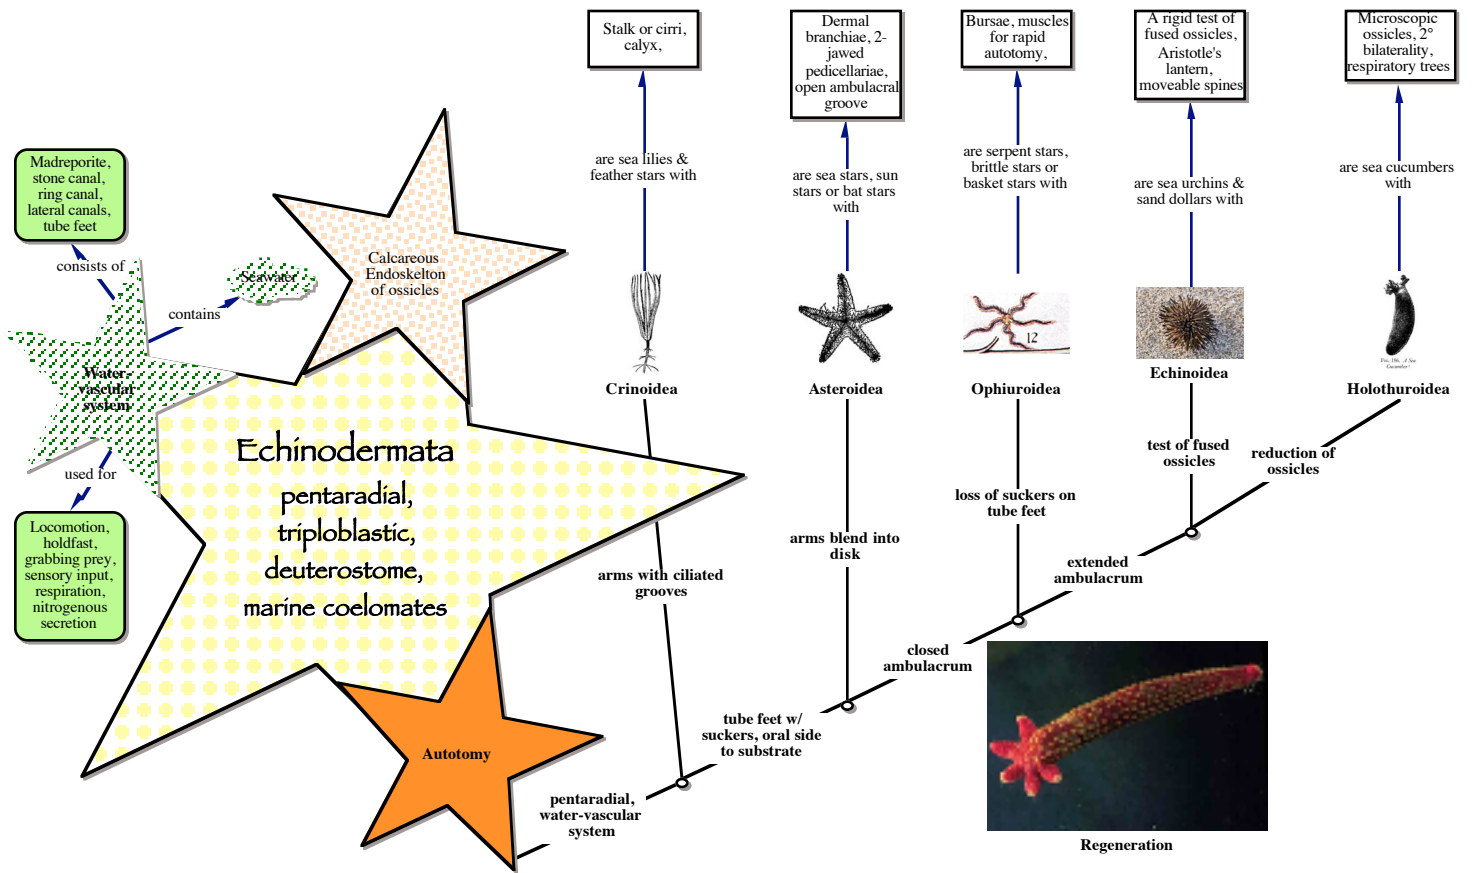 Stalk or cirri,
calyx,
Dermal
branchiae, 2-
jawed
pedicellariae,
open ambulacral
groove
Bursae, muscles
for rapid
autotomy,
A rigid test of
fused ossicles,
Aristotle's
lantern,
moveable spines
Microscopic
ossicles, 2°
bilaterality,
respiratory trees
are sea lilies &
feather stars with
are sea stars, sun
stars or bat stars
with
are serpent stars,
brittle stars or
basket stars with
are sea urchins &
sand dollars with
are sea cucumbers
with
Madreporite,
stone canal,
ring canal,
lateral canals,
tube feet
consists of
Seawater
contains
Calcareous
Endoskelton
of ossicles
Water-
vascular
system
used for
Locomotion,
holdfast,
grabbing prey,
sensory input,
respiration,
nitrogenous
secretion
12
FIG. 186. A Sea
Cucumber
Crinoidea
Asteroidea
Ophiuroidea
Echinoidea
Holothuroidea
Echinodermata
pentaradial,
triploblastic,
deuterostome,
marine coelomates
test of fused
ossicles
reduction of
ossicles
loss of suckers on
tube feet
arms blend into
disk
arms with ciliated
grooves
extended
ambulacrum
closed
ambulacrum
tube feet w/
suckers, oral side
to substrate
Autotomy
pentaradial,
water-vascular
system
Regeneration